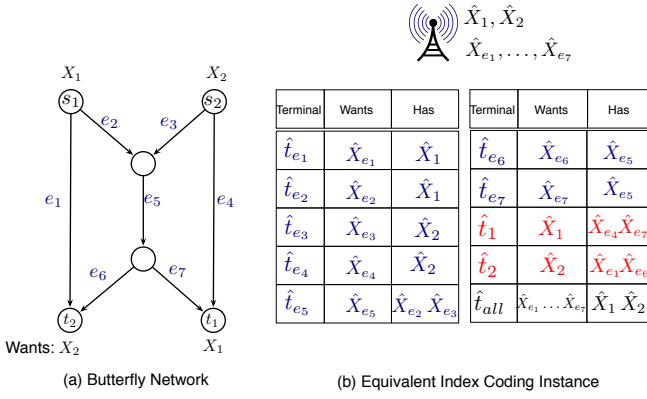 X̂₁, X̂₂
X̂ₑ₁, . . . , X̂ₑ₇
X₁ X₂
s₁ s₂
e₂ e₃
e₁ e₅ e₄
e₆ e₇
t₂ t₁
Wants: X₂ X₁
(a) Butterfly Network
Terminal Wants Has
t̂ₑ₁ X̂ₑ₁ X̂₁
t̂ₑ₂ X̂ₑ₂ X̂₁
t̂ₑ₃ X̂ₑ₃ X̂₂
t̂ₑ₄ X̂ₑ₄ X̂₂
t̂ₑ₅ X̂ₑ₅ X̂ₑ₂ X̂ₑ₃
Terminal Wants Has
t̂ₑ₆ X̂ₑ₆ X̂ₑ₅
t̂ₑ₇ X̂ₑ₇ X̂ₑ₅
t̂₁ X̂₁ X̂ₑ₄X̂ₑ₇
t̂₂ X̂₂ X̂ₑ₁X̂ₑ₆
t̂all X̂ₑ₁ . . . X̂ₑ₇ X̂₁ X̂₂
(b) Equivalent Index Coding Instance